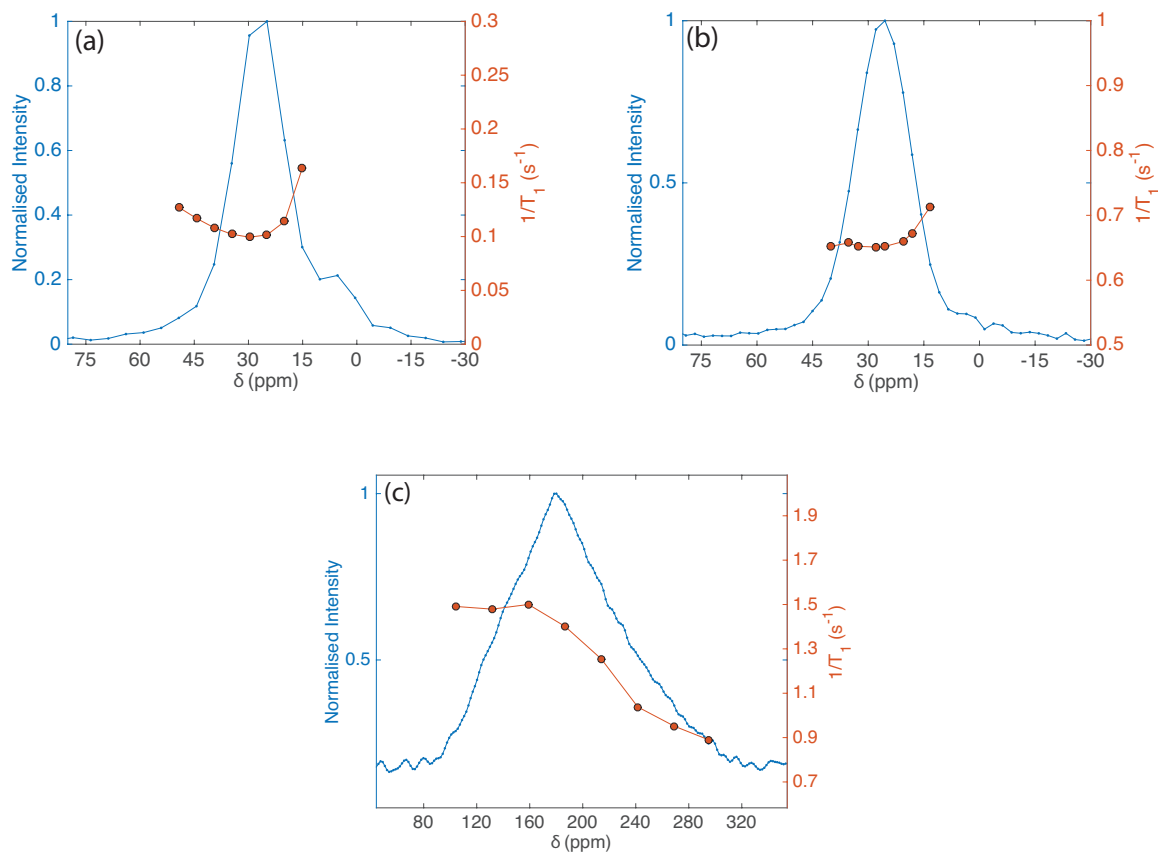 (a)
Normalised Intensity
1
0.8
0.6
0.4
0.2
0
75 45 15 0 -15 -30
δ (ppm)
0.3
0.25
0.2
0.15
0.1
0.05
0
1/T1 (s-1)
(b)
Normalised Intensity
1
0.5
0
75 60 45 30 15 0 -15 -30
δ (ppm)
1
0.9
0.8
0.7
0.6
0.5
1/T1 (s-1)
(c)
Normalised Intensity
1
0.5
80 120 160 200 240 280 320
δ (ppm)
1.9
1.7
1.5
1.3
1.1
0.9
0.7
1/T1 (s-1)